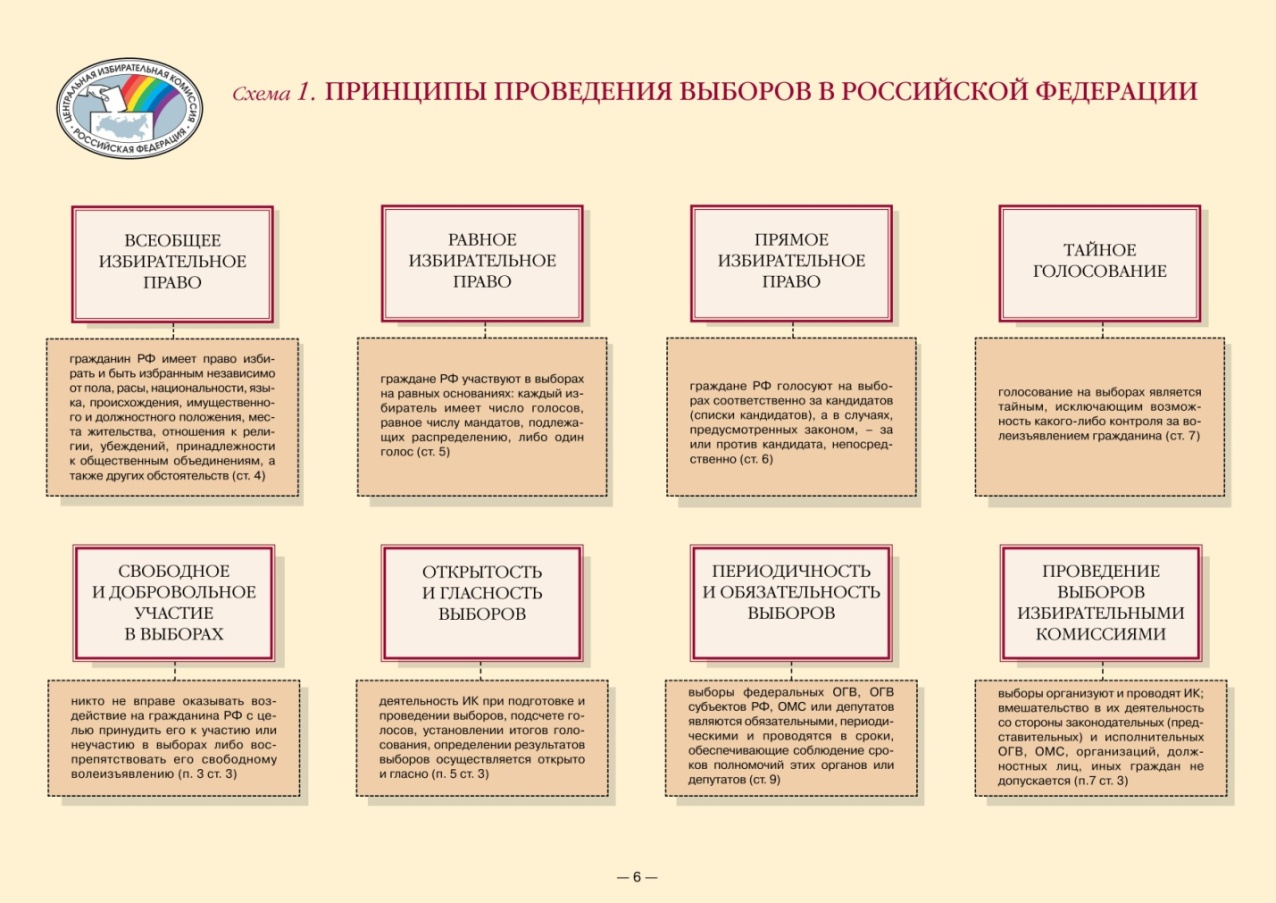 ЦЕНТРАЛЬНАЯ ИЗБИРАТЕЛЬНАЯ КОМИССИЯ
• РОССИЙСКАЯ ФЕДЕРАЦИЯ •
Схема 1. ПРИНЦИПЫ ПРОВЕДЕНИЯ ВЫБОРОВ В РОССИЙСКОЙ ФЕДЕРАЦИИ
ВСЕОБЩЕЕ
ИЗБИРАТЕЛЬНОЕ
ПРАВО
гражданин РФ имеет право изби-
рать и быть избранным независимо
от пола, расы, национальности, язы-
ка, происхождения, имущественно-
го и должностного положения, мес-
та жительства, отношения к рели-
гии, убеждений, принадлежности
к общественным объединениям, а
также других обстоятельств (ст. 4)
РАВНОЕ
ИЗБИРАТЕЛЬНОЕ
ПРАВО
граждане РФ участвуют в выборах
на равных основаниях: каждый из-
биратель имеет число голосов,
равное числу мандатов, подлежа-
щих распределению, либо один
голос (ст. 5)
ПРЯМОЕ
ИЗБИРАТЕЛЬНОЕ
ПРАВО
граждане РФ голосуют на выбо-
рах соответственно за кандидатов
(списки кандидатов), а в случаях,
предусмотренных законом, – за
или против кандидата, непосред-
ственно (ст. 6)
ТАЙНОЕ
ГОЛОСОВАНИЕ
голосование на выборах является
тайным, исключающим возмож-
ность какого-либо контроля за во-
леизъявлением гражданина (ст. 7)
СВОБОДНОЕ
И ДОБРОВОЛЬНОЕ
УЧАСТИЕ
В ВЫБОРАХ
никто не вправе оказывать воз-
действие на гражданина РФ с це-
лью принудить его к участию или
неучастию в выборах либо вос-
препятствовать его свободному
волеизъявлению (п. 3 ст. 3)
ОТКРЫТОСТЬ
И ГЛАСНОСТЬ
ВЫБОРОВ
деятельность ИК при подготовке и
проведении выборов, подсчете го-
лосов, установлении итогов голо-
сования, определении результатов
выборов осуществляется открыто
и гласно (п. 5 ст. 3)
ПЕРИОДИЧНОСТЬ
И ОБЯЗАТЕЛЬНОСТЬ
ВЫБОРОВ
выборы федеральных ОГВ, ОГВ
субъектов РФ, ОМС или депутатов
являются обязательными, периоди-
ческими и проводятся в сроки,
обеспечивающие соблюдение сро-
ков полномочий этих органов или
депутатов (ст. 9)
ПРОВЕДЕНИЕ
ВЫБОРОВ
ИЗБИРАТЕЛЬНЫМИ
КОМИССИЯМИ
выборы организуют и проводят ИК;
вмешательство в их деятельность
со стороны законодательных (пред-
ставительных) и исполнительных
ОГВ, ОМС, организаций, долж-
ностных лиц, иных граждан не
допускается (п.7 ст. 3)
— 6 —